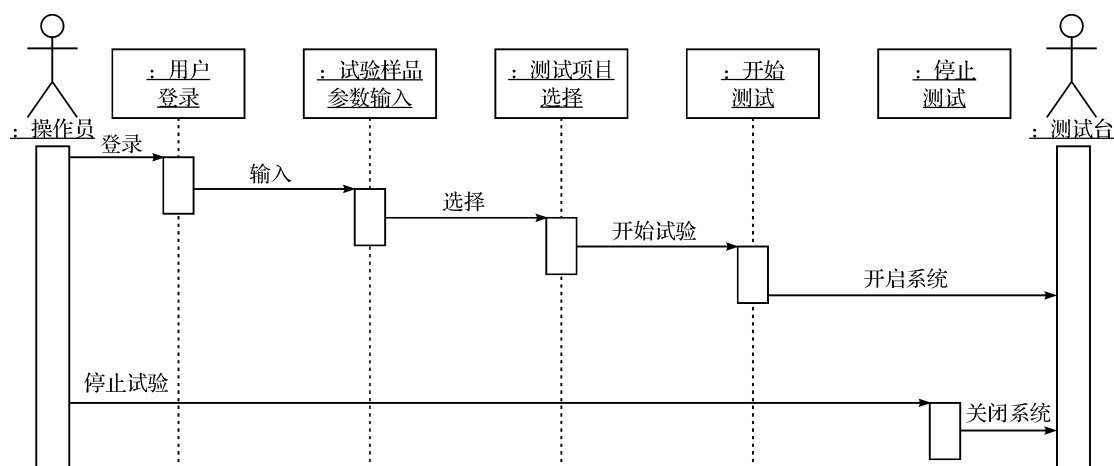 : 用户
登录
: 试验样品
参数输入
: 测试项目
选择
: 开始
测试
: 停止
测试
: 操作员
: 测试台
登录
输入
选择
开始试验
开启系统
停止试验
关闭系统